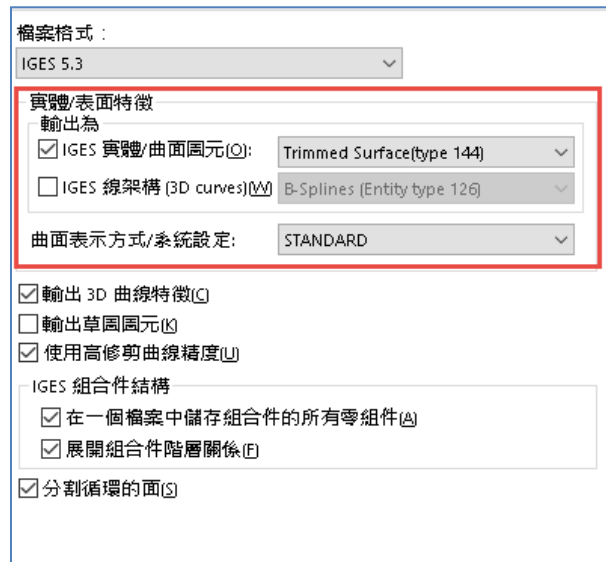 檔案格式：
IGES 5.3
實體/表面特徵
輸出為
IGES 實體/曲面圖元(O): Trimmed Surface(type 144)
IGES 線架構 (3D curves)(W) B-Splines (Entity type 126)
曲面表示方式/系統設定: STANDARD
輸出 3D 曲線特徵(C)
輸出草圖圖元(K)
使用高修剪曲線精度(U)
IGES 組合件結構
在一個檔案中儲存組合件的所有零組件(A)
展開組合件階層關係(F)
分割循環的面(S)